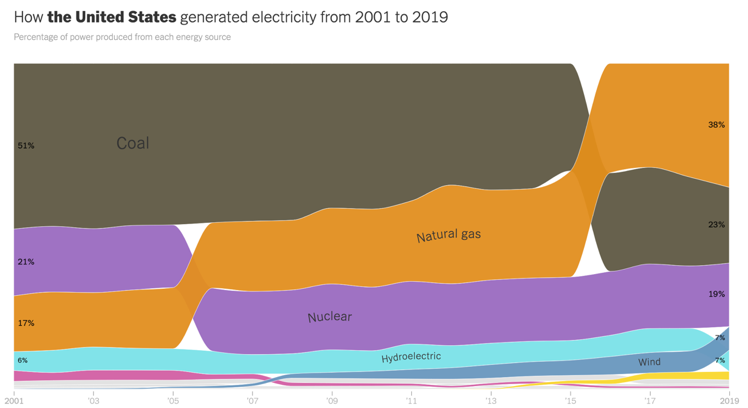 How the United States generated electricity from 2001 to 2019
Percentage of power produced from each energy source
51%
Coal
38%
Natural gas
23%
21%
19%
17%
Nuclear
7%
6%
Hydroelectric
Wind
7%
2001 '03 '05 '07 '09 '11 '13 '15 '17 2019